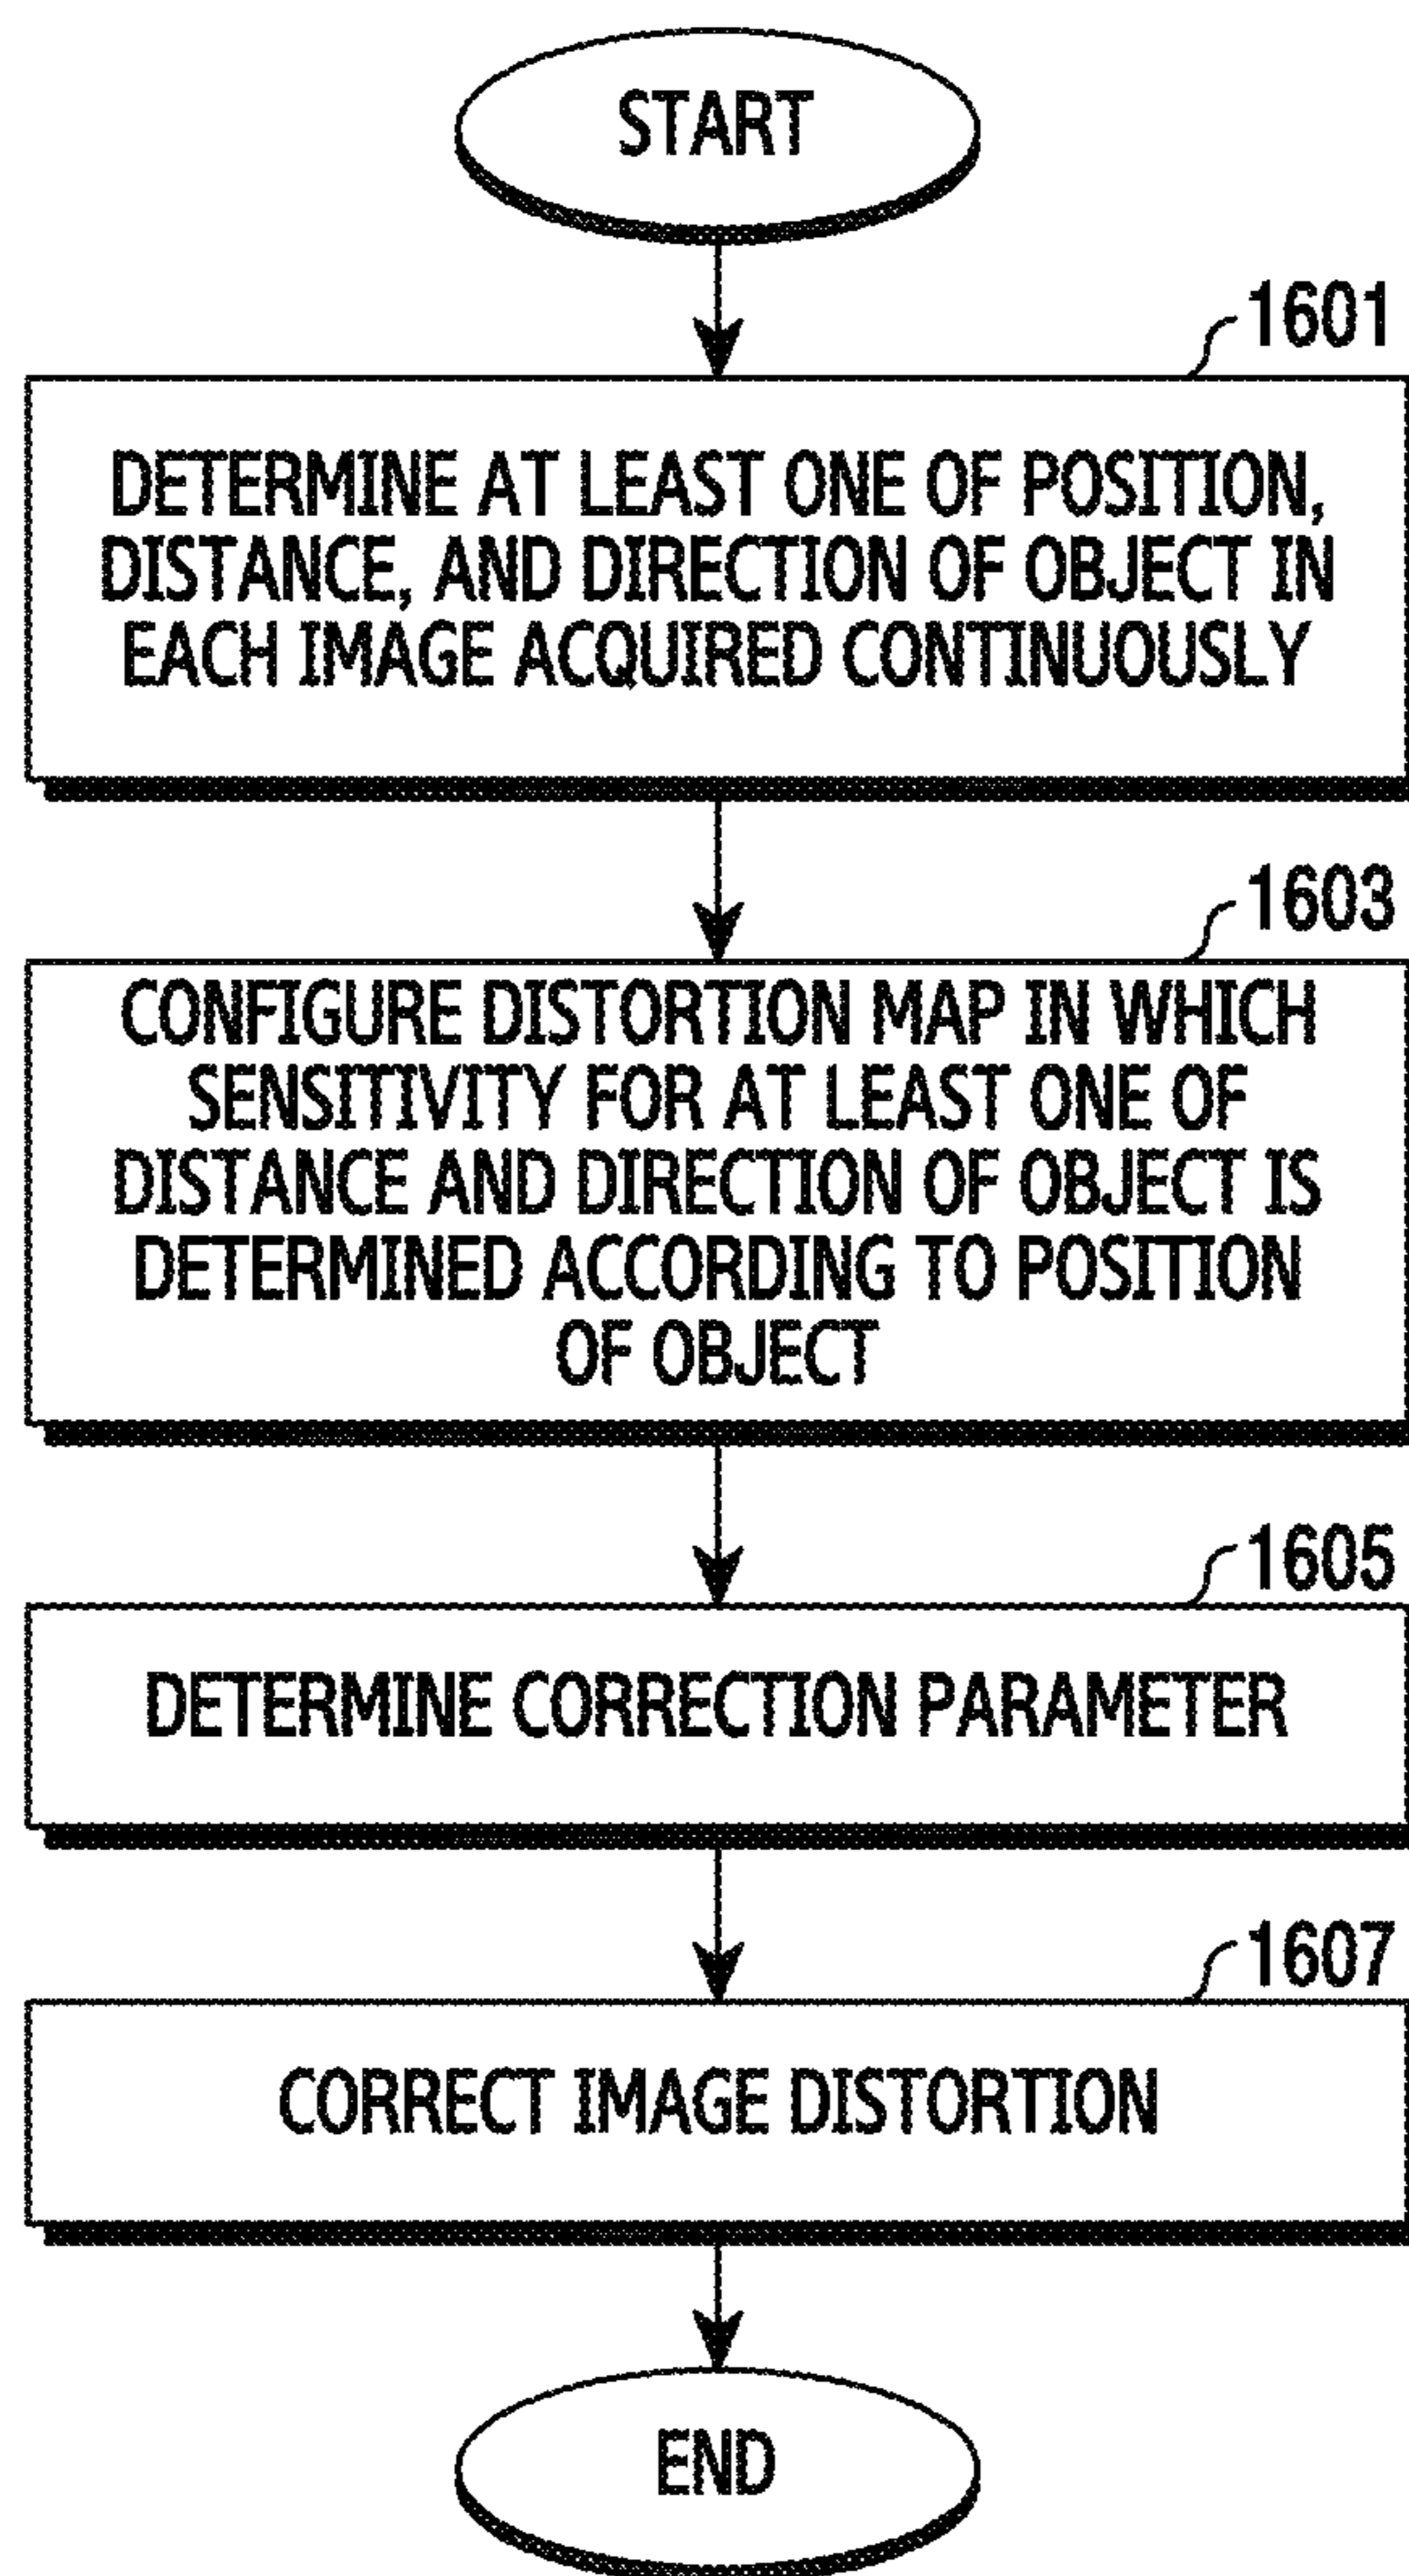 START
1601
DETERMINE AT LEAST ONE OF POSITION,
DISTANCE, AND DIRECTION OF OBJECT IN
EACH IMAGE ACQUIRED CONTINUOUSLY
1603
CONFIGURE DISTORTION MAP IN WHICH
SENSITIVITY FOR AT LEAST ONE OF
DISTANCE AND DIRECTION OF OBJECT IS
DETERMINED ACCORDING TO POSITION
OF OBJECT
1605
DETERMINE CORRECTION PARAMETER
1607
CORRECT IMAGE DISTORTION
END